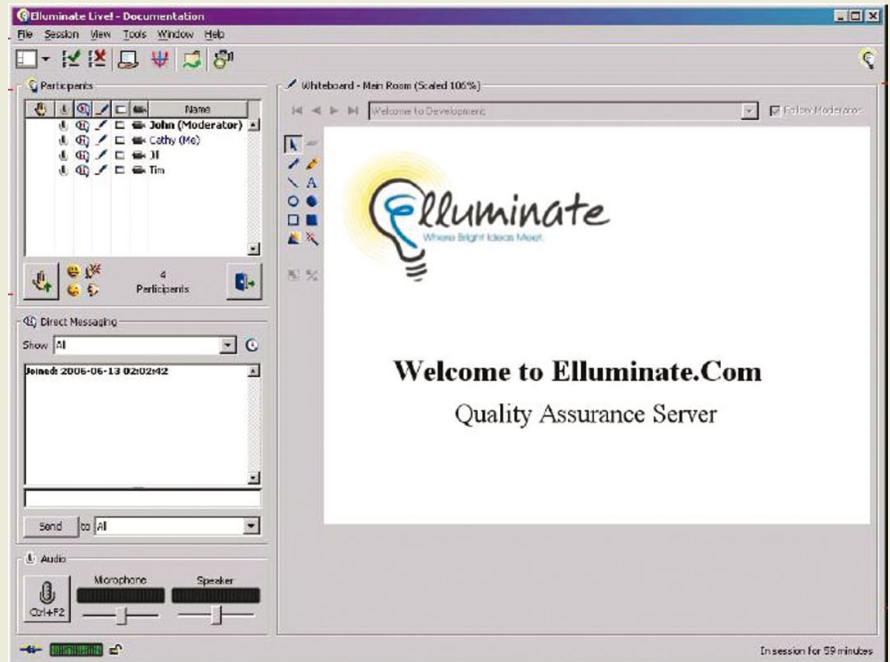 Elluminate Live! - Documentation
File Session View Tools Window Help
Participants
Name
John (Moderator)
Cathy (Me)
Jill
Tim
4
Participants
Direct Messaging
Show All
Joined: 2006-06-13 02:02:42
Send to All
Audio
Microphone Speaker
Ctrl+F2
Whiteboard - Main Room (Scaled 106%)
Welcome to Development
Follow Moderator
A
Elluminate
Where Bright Ideas Meet.
Welcome to Elluminate.Com
Quality Assurance Server
In session for 59 minutes